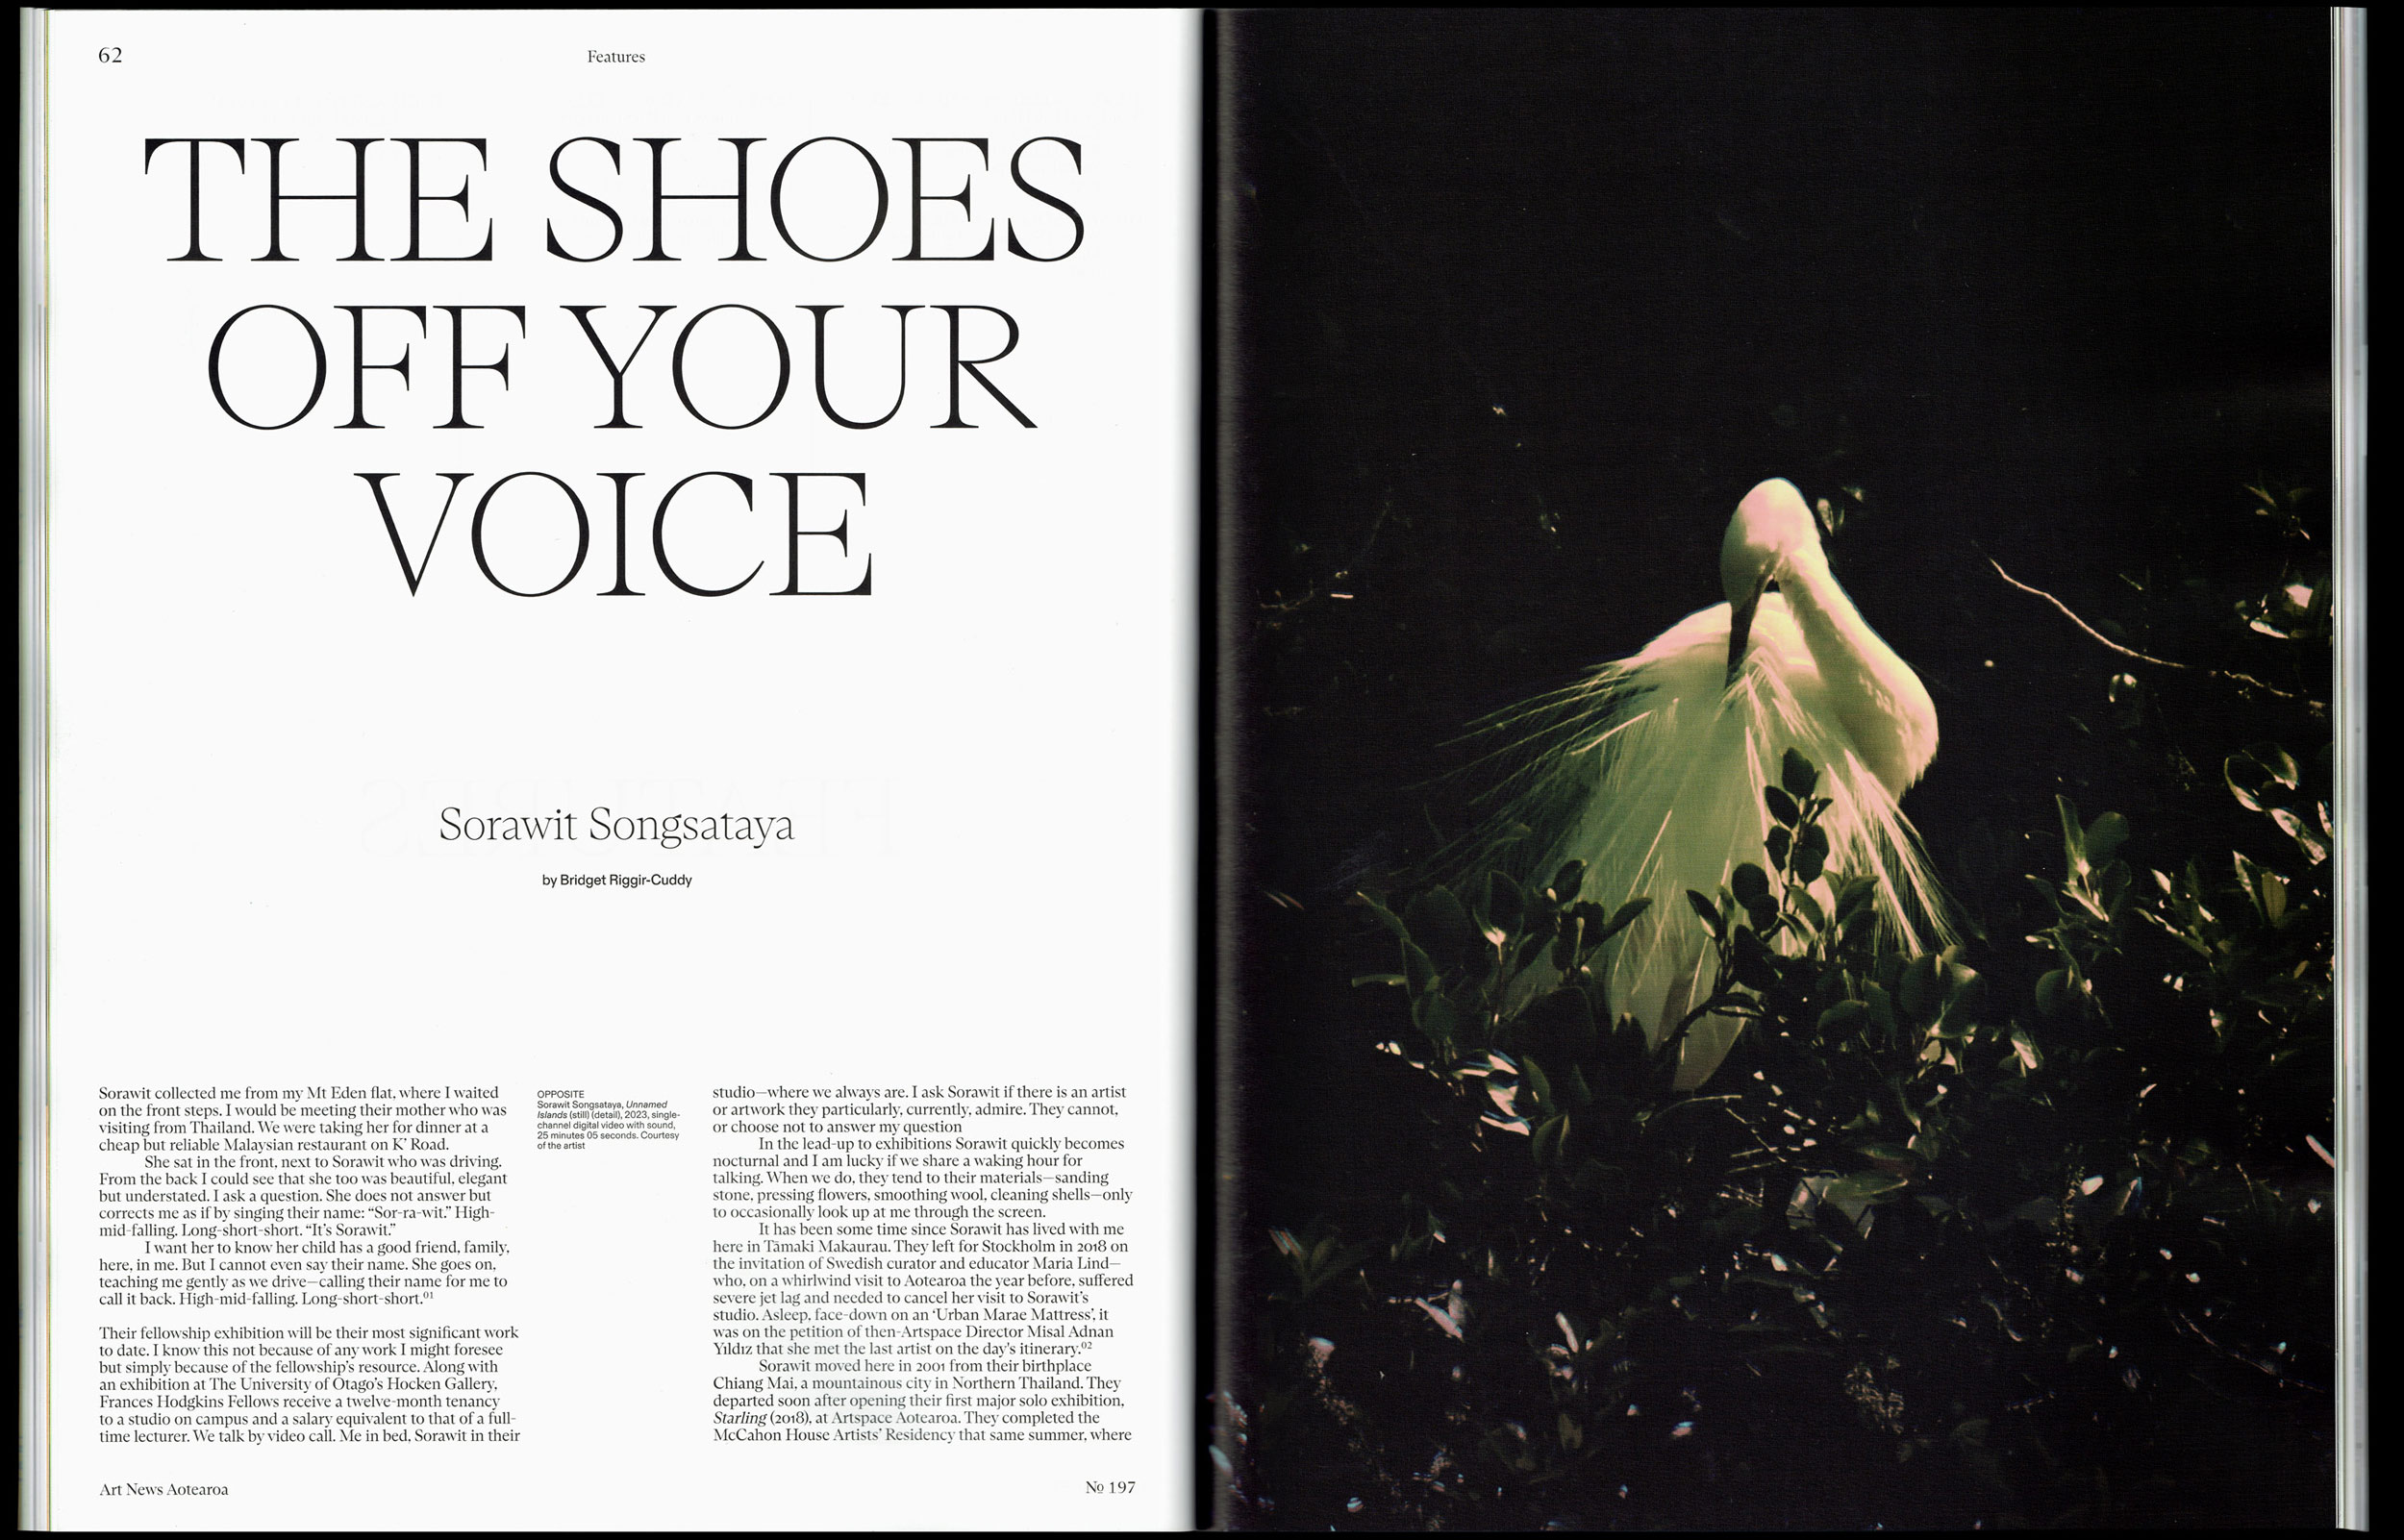 62
Features
THE SHOES
OFF YOUR
VOICE
Sorawit Songsataya
by Bridget Riggir-Cuddy
Sorawit collected me from my Mt Eden flat, where I waited
on the front steps. I would be meeting their mother who was
visiting from Thailand. We were taking her for dinner at a
cheap but reliable Malaysian restaurant on K’ Road.
She sat in the front, next to Sorawit who was driving.
From the back I could see that she too was beautiful, elegant
but understated. I ask a question. She does not answer but
corrects me as if by singing their name: “Sor-ra-wit.” High-
mid-falling. Long-short-short. “It’s Sorawit.”
I want her to know her child has a good friend, family,
here, in me. But I cannot even say their name. She goes on,
teaching me gently as we drive—calling their name for me to
call it back. High-mid-falling. Long-short-short.⁰¹
Their fellowship exhibition will be their most significant work
to date. I know this not because of any work I might foresee
but simply because of the fellowship’s resource. Along with
an exhibition at The University of Otago’s Hocken Gallery,
Frances Hodgkins Fellows receive a twelve-month tenancy
to a studio on campus and a salary equivalent to that of a full-
time lecturer. We talk by video call. Me in bed, Sorawit in their
OPPOSITE
Sorawit Songsataya, Unnamed
Islands (still) (detail), 2023, single-
channel digital video with sound,
25 minutes 05 seconds. Courtesy
of the artist
studio—where we always are. I ask Sorawit if there is an artist
or artwork they particularly, currently, admire. They cannot,
or choose not to answer my question
In the lead-up to exhibitions Sorawit quickly becomes
nocturnal and I am lucky if we share a waking hour for
talking. When we do, they tend to their materials—sanding
stone, pressing flowers, smoothing wool, cleaning shells—only
to occasionally look up at me through the screen.
It has been some time since Sorawit has lived with me
here in Tāmaki Makaurau. They left for Stockholm in 2018 on
the invitation of Swedish curator and educator Maria Lind—
who, on a whirlwind visit to Aotearoa the year before, suffered
severe jet lag and needed to cancel her visit to Sorawit’s
studio. Asleep, face-down on an ‘Urban Marae Mattress’, it
was on the petition of then-Artspace Director Misal Adnan
Yıldız that she met the last artist on the day’s itinerary.⁰²
Sorawit moved here in 2001 from their birthplace
Chiang Mai, a mountainous city in Northern Thailand. They
departed soon after opening their first major solo exhibition,
Starling (2018), at Artspace Aotearoa. They completed the
McCahon House Artists’ Residency that same summer, where
Art News Aotearoa
№ 197